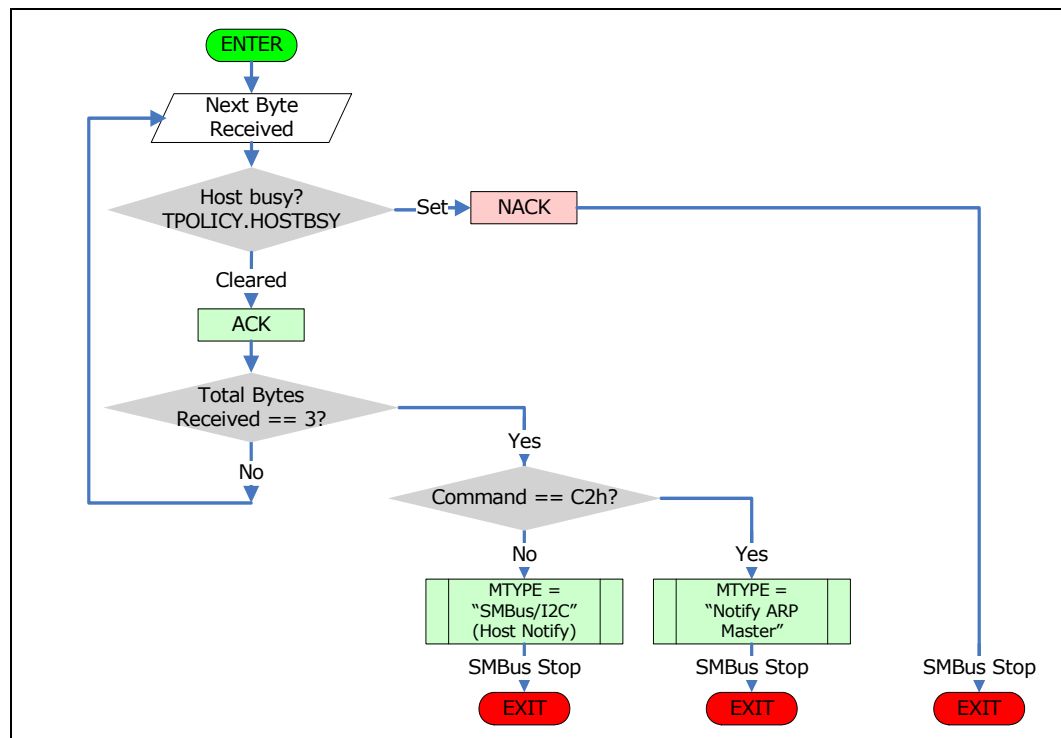 ENTER
Next Byte
Received
Host busy?
TPOLICY.HOSTBSY
Set
NACK
Cleared
ACK
Total Bytes
Received == 3?
Yes
No
Command == C2h?
No
Yes
MTYPE =
“SMBus/I2C”
(Host Notify)
MTYPE =
“Notify ARP
Master”
SMBus Stop
SMBus Stop
SMBus Stop
EXIT
EXIT
EXIT